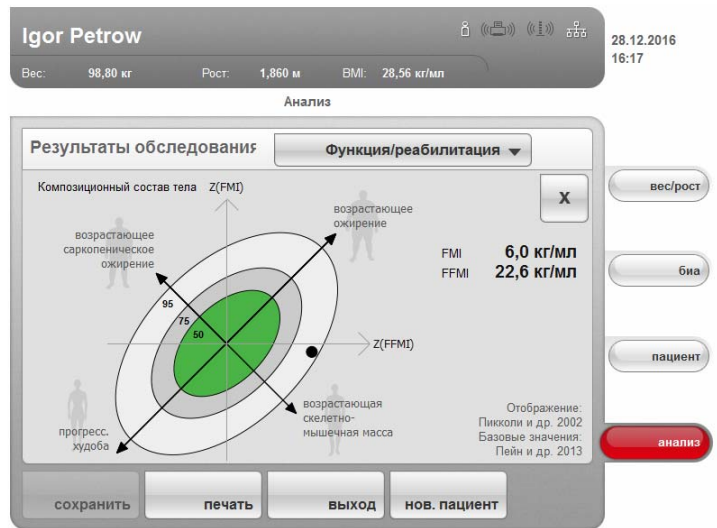 Igor Petrow
28.12.2016
16:17
Вес: 98,80 кг Рост: 1,860 м BMI: 28,56 кг/мл
Анализ
Результаты обследования
Функция/реабилитация
Композиционный состав тела Z(FMI)
X
вес/рост
возрастающее
ожирение
возрастающее
саркопеническое
ожирение
FMI 6,0 кг/мл
FFMI 22,6 кг/мл
биа
95
75
50
Z(FFMI)
пациент
возрастающая
скелетно-
мышечная масса
прогресс.
худоба
Отображение:
Пикколи и др. 2002
Базовые значения:
Пейн и др. 2013
анализ
сохранить
печать
выход
нов. пациент